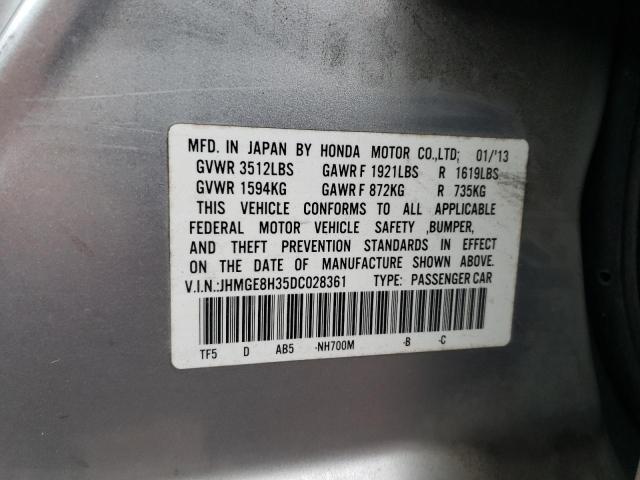 MFD. IN JAPAN BY HONDA MOTOR CO.,LTD; 01/'13
GVWR 3512LBS GAWR F 1921LBS R 1619LBS
GVWR 1594KG GAWR F 872KG R 735KG
THIS VEHICLE CONFORMS TO ALL APPLICABLE
FEDERAL MOTOR VEHICLE SAFETY ,BUMPER,
AND THEFT PREVENTION STANDARDS IN EFFECT
ON THE DATE OF MANUFACTURE SHOWN ABOVE.
V.I.N.:JHMGE8H35DC028361 TYPE: PASSENGER CAR
TF5 D AB5 -NH700M -B -C